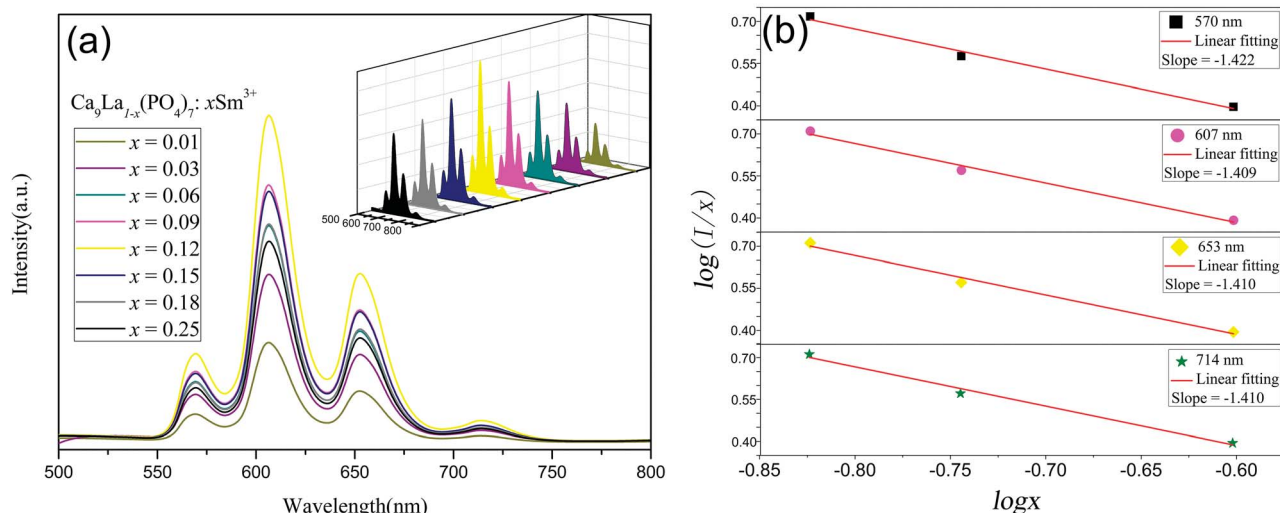 (a)
Ca₉La₁₋ₓ(PO₄)₇: xSm³⁺
x = 0.01
x = 0.03
x = 0.06
x = 0.09
x = 0.12
x = 0.15
x = 0.18
x = 0.25
500 600 700 800
Intensity(a.u.)
500 550 600 650 700 750 800
Wavelength(nm)
(b)
0.70
0.55
0.40
570 nm
Linear fitting
Slope = -1.422
0.70
0.55
0.40
607 nm
Linear fitting
Slope = -1.409
0.70
0.55
0.40
653 nm
Linear fitting
Slope = -1.410
0.70
0.55
0.40
714 nm
Linear fitting
Slope = -1.410
log (I/x)
-0.85 -0.80 -0.75 -0.70 -0.65 -0.60
logx